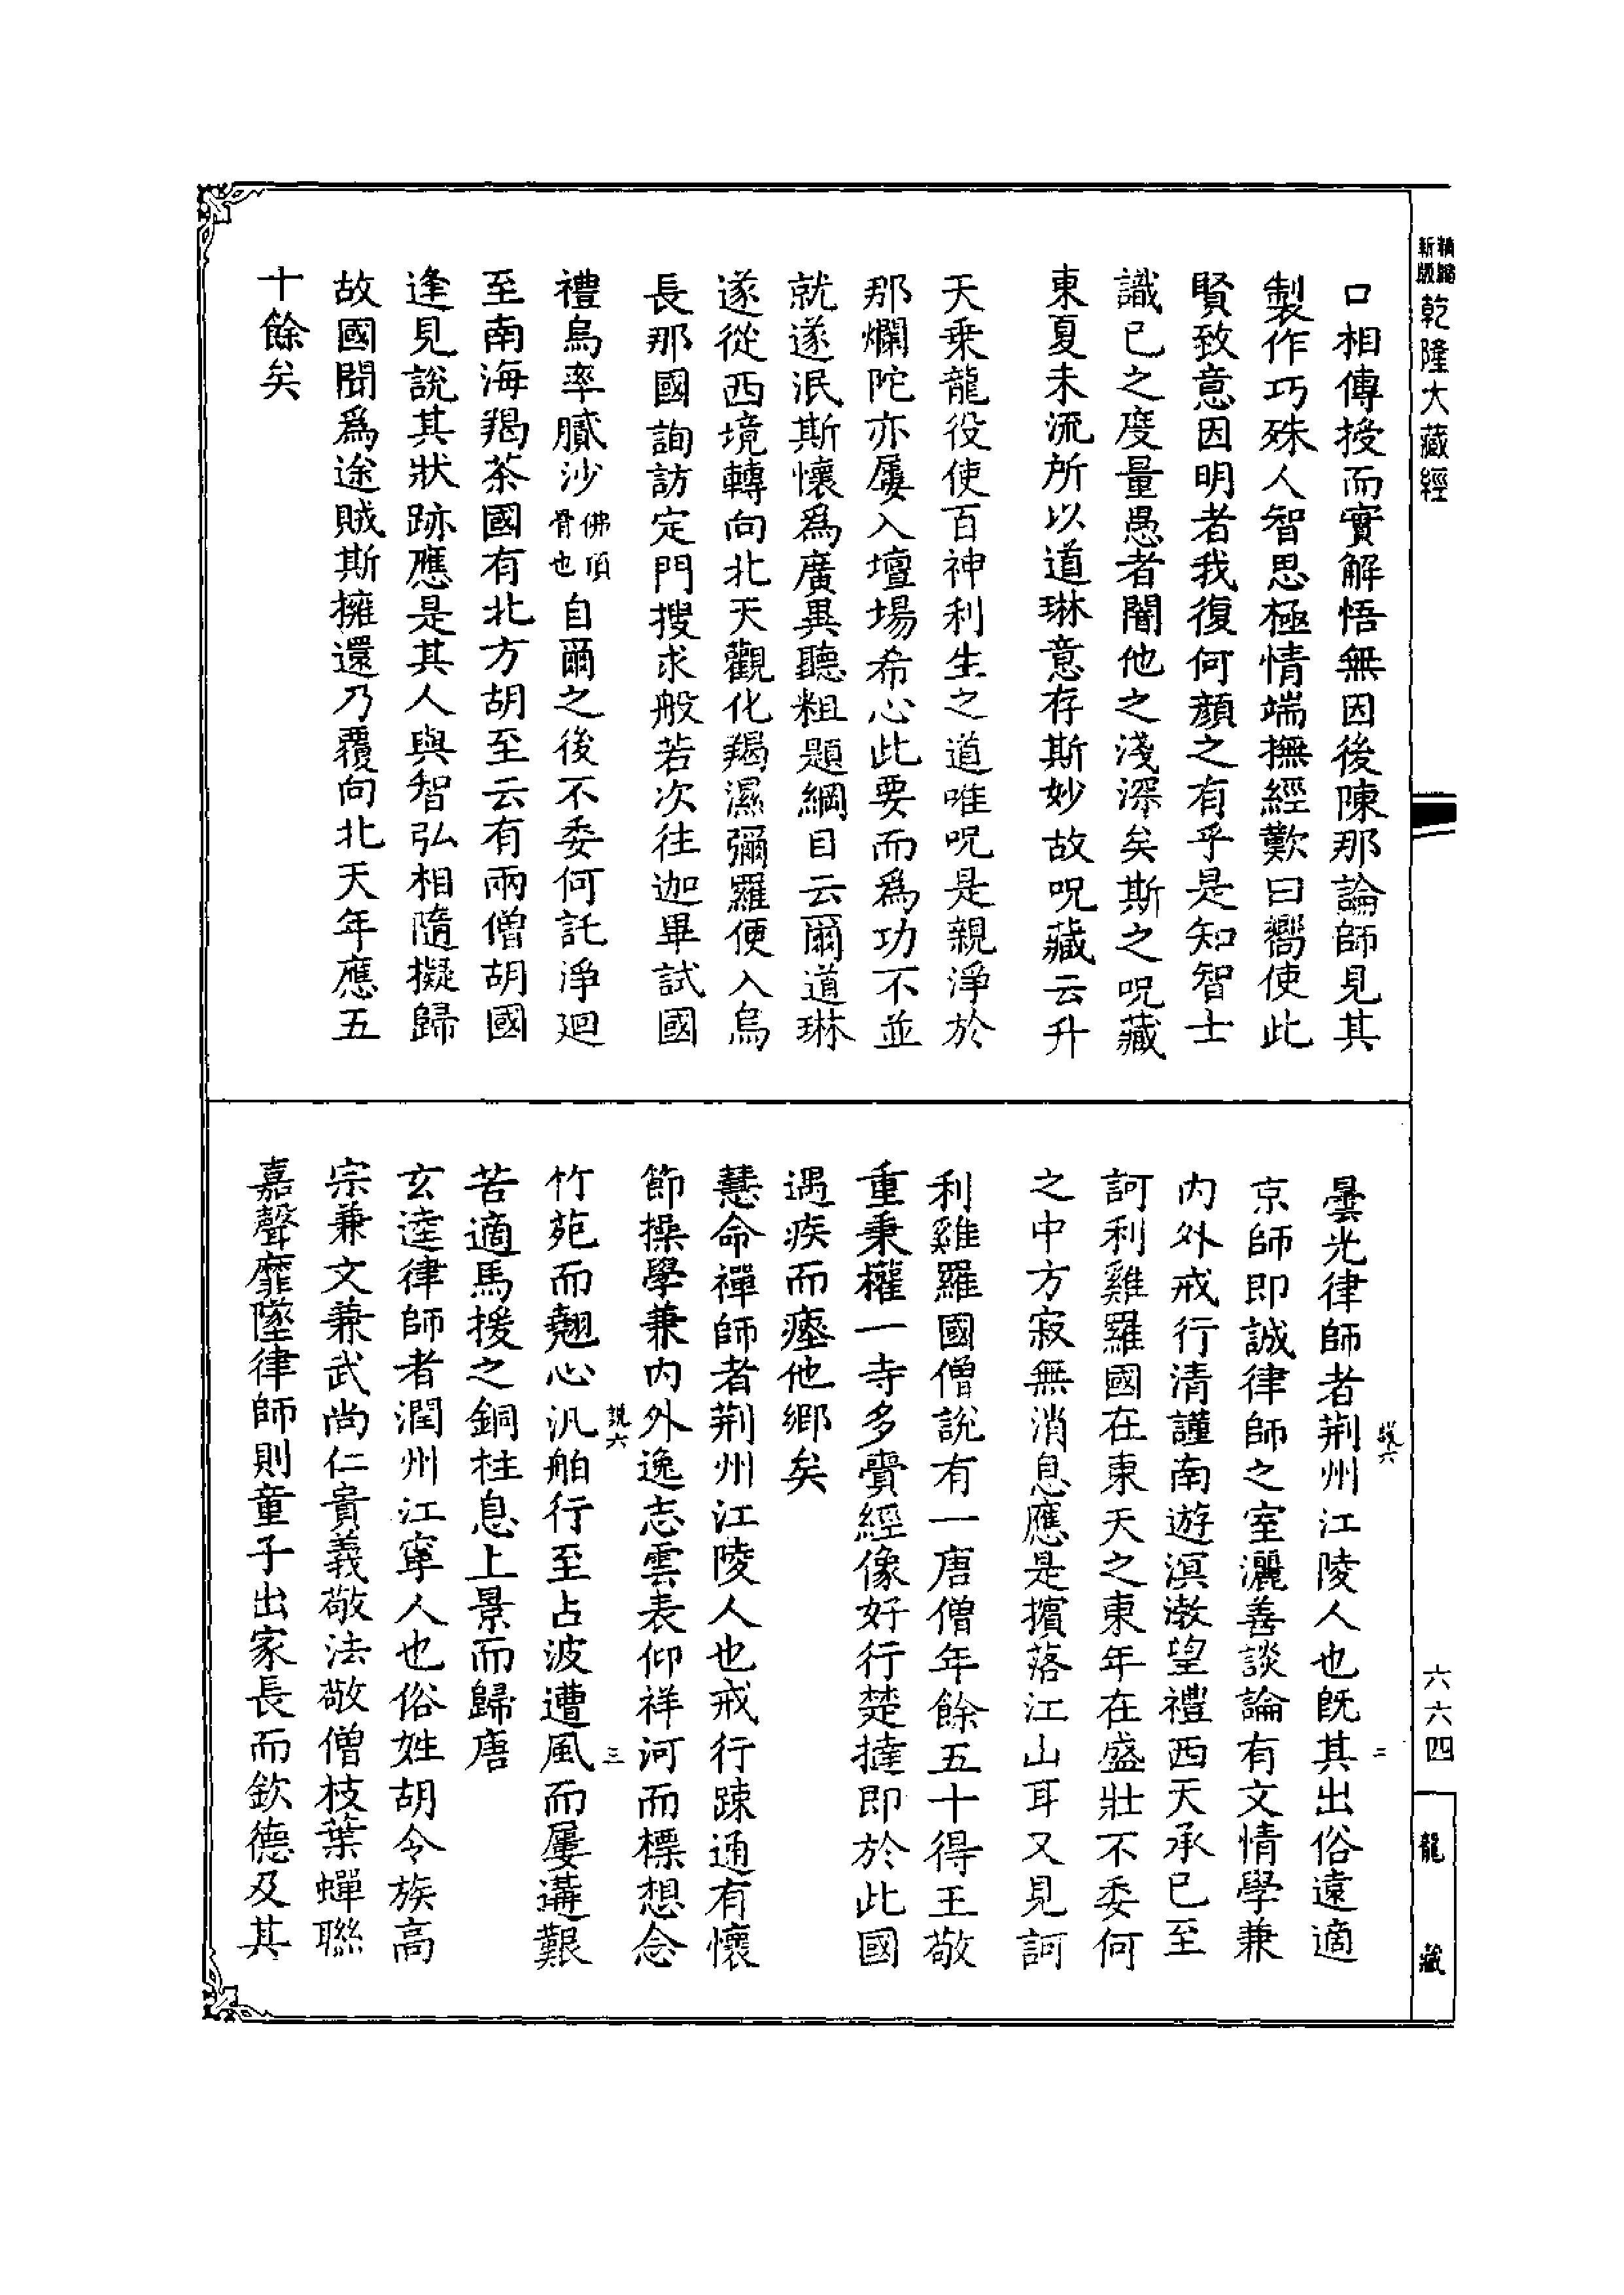 精縮
新版
乾隆大藏經
口相傳授而實解悟無因後陳那論師見其
製作巧殊人智思極情端撫經歎曰嚮使此
賢致意因明者我復何顏之有乎是知智士
識已之度量愚者闇他之淺深矣斯之呪藏
東夏未流所以道琳意存斯妙故呪藏云升
天乗龍役使百神利生之道唯呪是親淨於
那爛陀亦屢入壇場希心此要而為功不並
就遂泯斯懷爲廣異聽粗題綱目云爾道琳
遂從西境轉向北天觀化羯濕彌羅便入烏
長那國詢訪定門搜求般若次往迦畢試國
禮烏率膩沙
佛頂
骨也
自爾之後不委何託淨迴
至南海羯荼國有北方胡至云有兩僧胡國
逢見說其狀跡應是其人與智弘相隨擬歸
故國聞爲途賊斯擁還乃覆向北天年應五
十餘矣
說六
二
曇光律師者荆州江陵人也旣其出俗遠適
京師即誠律師之室灑善談論有文情學兼
内外戒行清謹南遊溟渤望禮西天承已至
訶利雞羅國在東天之東年在盛壯不委何
之中方寂無消息應是擯落江山耳又見訶
利雞羅國僧說有一唐僧年餘五十得王敬
重秉權一寺多賷經像好行楚撻即於此國
遇疾而瘞他鄉矣
慧命禪師者荆州江陵人也戒行踈通有懷
節操學兼内外逸志雲表仰祥河而標想念
說六
三
竹苑而翹心汎舶行至占波遭風而屢遘艱
苦適馬援之銅柱息上景而歸唐
玄逵律師者潤州江寧人也俗姓胡令族高
宗兼文兼武尚仁貴義敬法敬僧枝葉蟬聯
嘉聲靡墜律師則童子出家長而欽德及其
六六四
龍藏